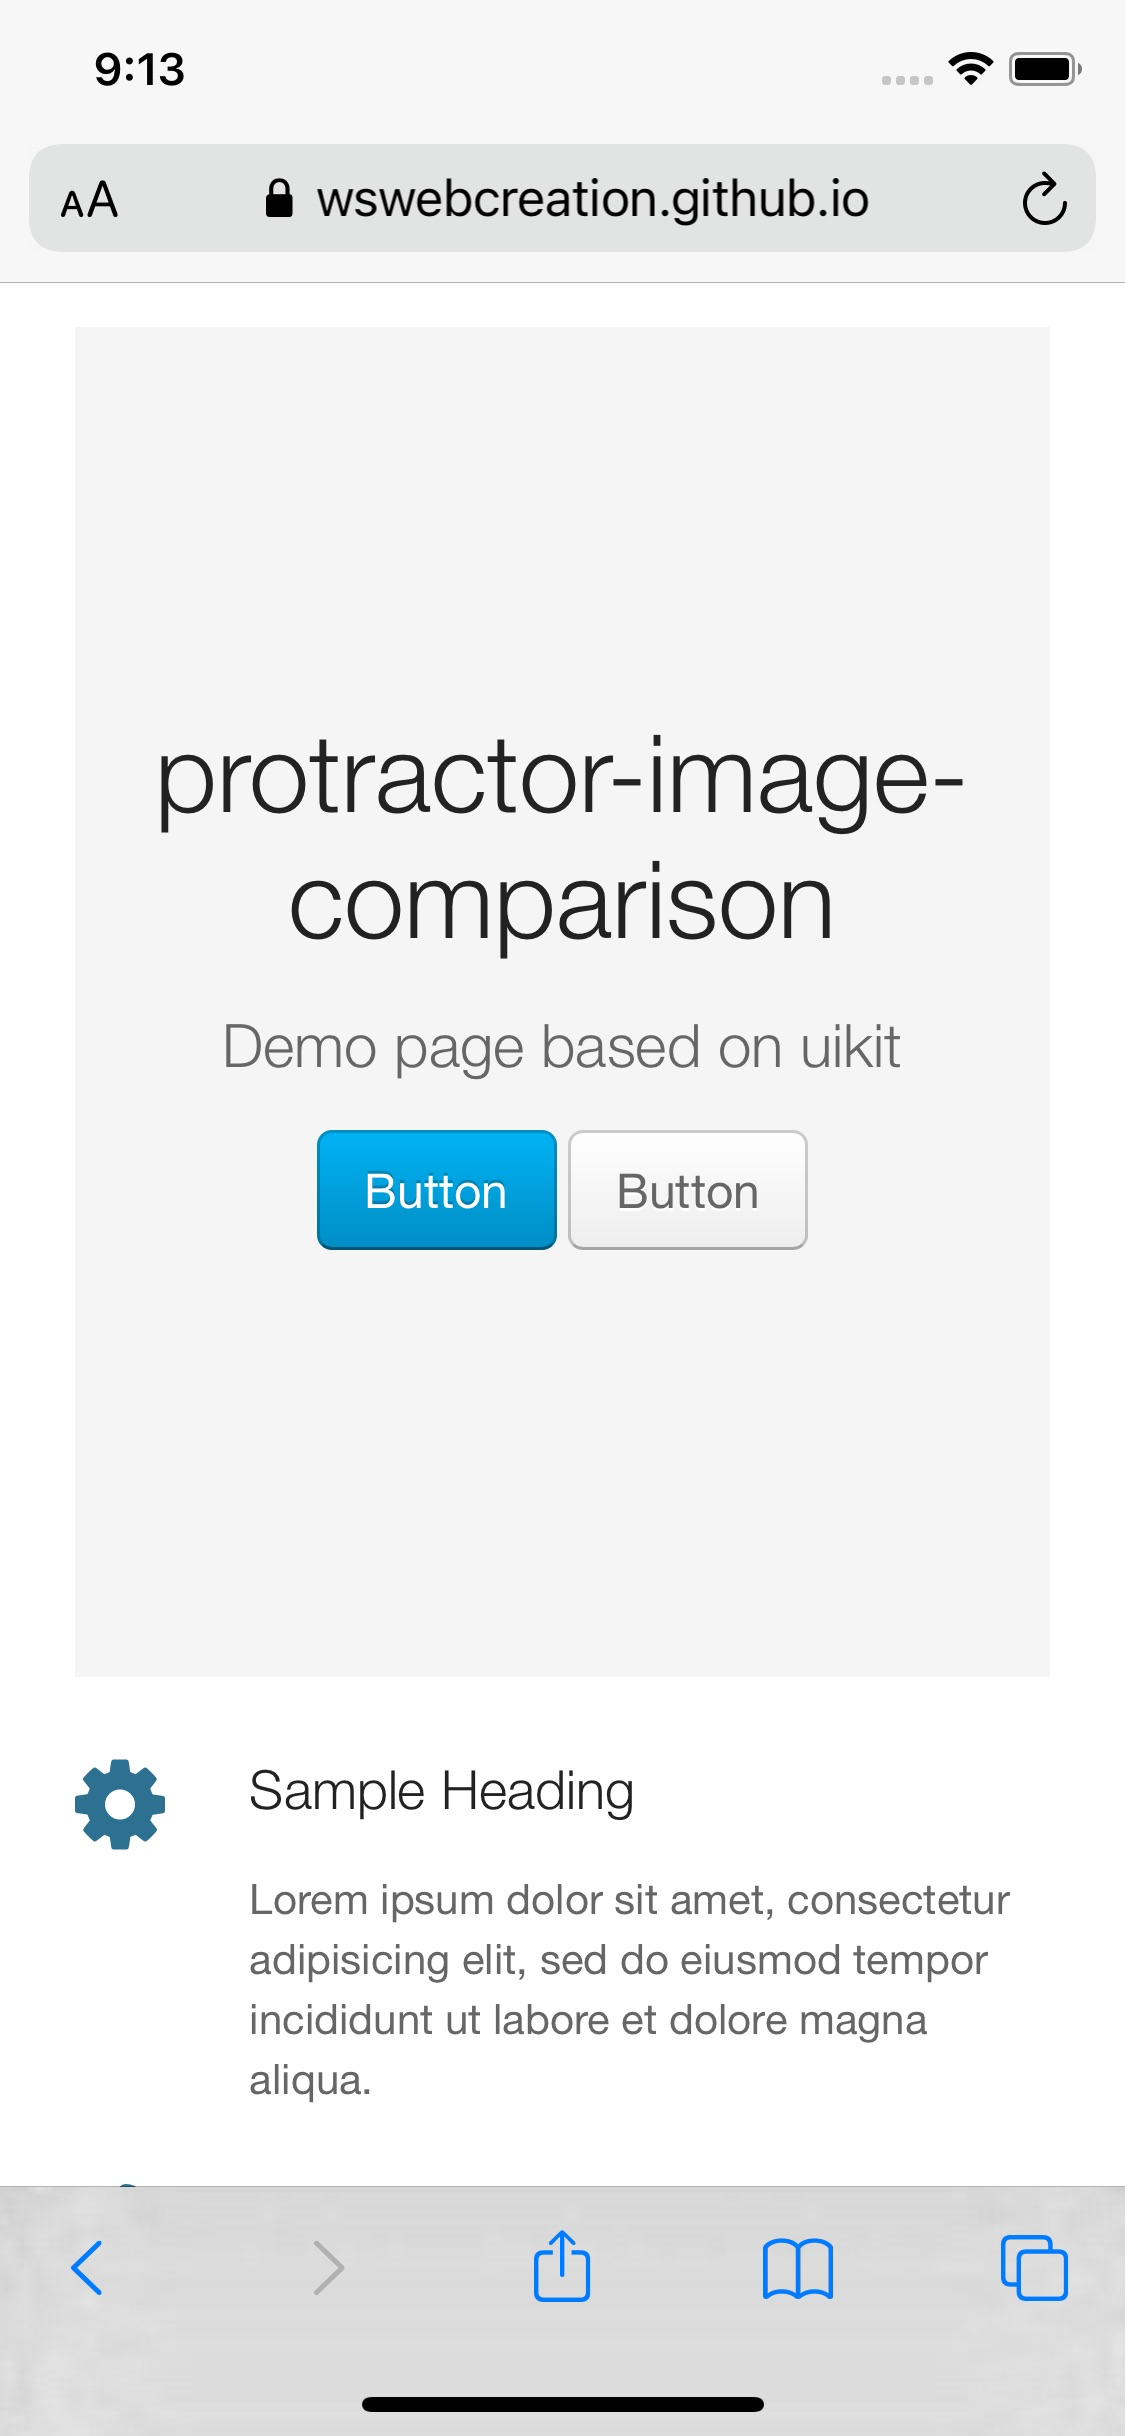 9:13
AA
wswebcreation.github.io
protractor-image-
comparison
Demo page based on uikit
Button
Button
Sample Heading
Lorem ipsum dolor sit amet, consectetur
adipisicing elit, sed do eiusmod tempor
incididunt ut labore et dolore magna
aliqua.